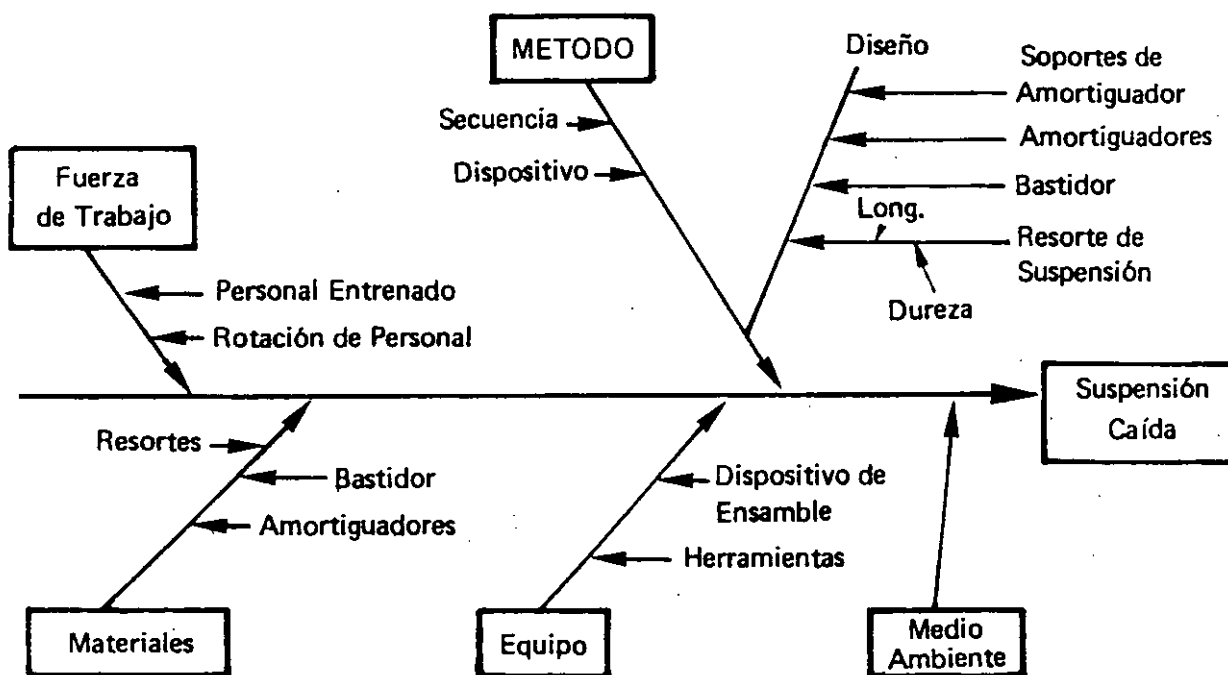 METODO
Diseño
Soportes de
Amortiguador
Secuencia
Amortiguadores
Dispositivo
Bastidor
Fuerza
de Trabajo
Long.
Resorte de
Suspensión
Dureza
Personal Entrenado
Rotación de Personal
Suspensión
Caída
Resortes
Bastidor
Amortiguadores
Dispositivo de
Ensamble
Herramientas
Materiales
Equipo
Medio
Ambiente